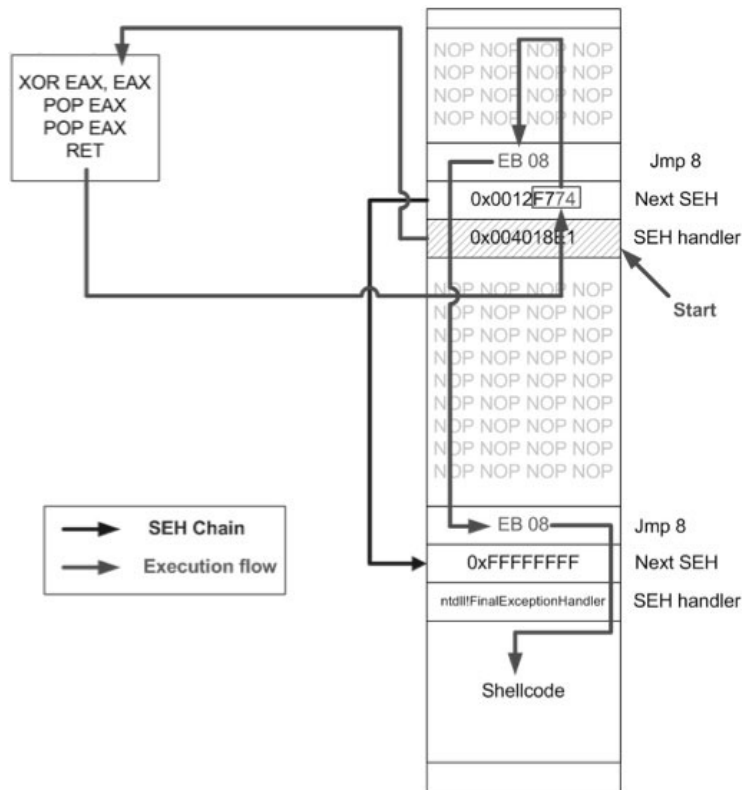 NOP NOP NOP NOP
NOP NOP NOP NOP
NOP NOP NOP NOP
NOP NOP NOP NOP
XOR EAX, EAX
POP EAX
POP EAX
RET
EB 08 Jmp 8
0x0012F774 Next SEH
0x004018E1 SEH handler
Start
NOP NOP NOP NOP
NOP NOP NOP NOP
NOP NOP NOP NOP
NOP NOP NOP NOP
NOP NOP NOP NOP
NOP NOP NOP NOP
NOP NOP NOP NOP
NOP NOP NOP NOP
NOP NOP NOP NOP
SEH Chain
Execution flow
EB 08 Jmp 8
0xFFFFFFFF Next SEH
ntdll!FinalExceptionHandler SEH handler
Shellcode